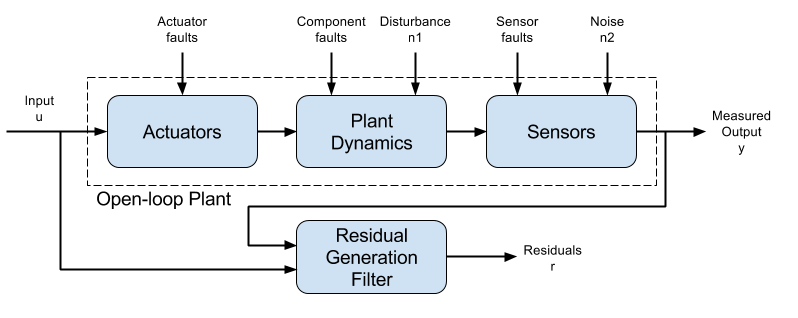 Actuator
faults
Component
faults
Disturbance
n1
Sensor
faults
Noise
n2
Input
u
Actuators
Plant
Dynamics
Sensors
Measured
Output
y
Open-loop Plant
Residual
Generation
Filter
Residuals
r